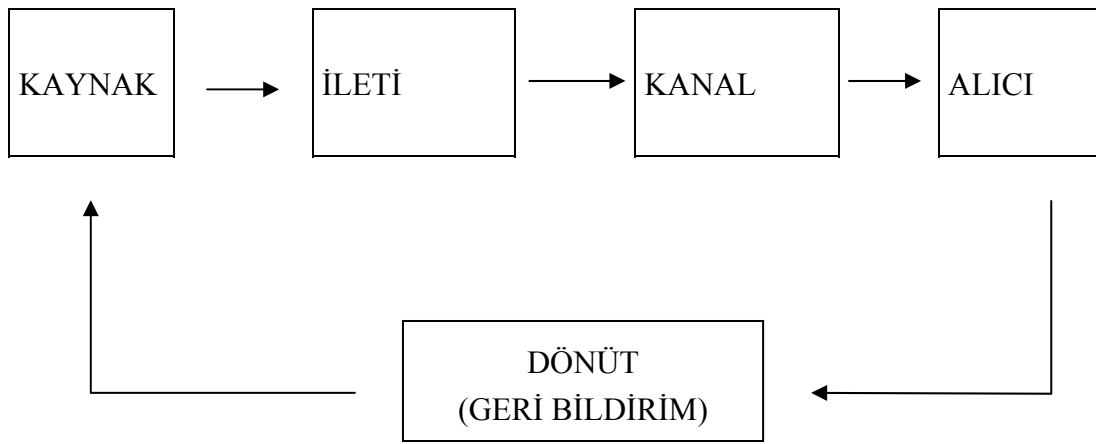 KAYNAK
İLETİ
KANAL
ALICI
DÖNÜT
(GERİ BİLDİRİM)